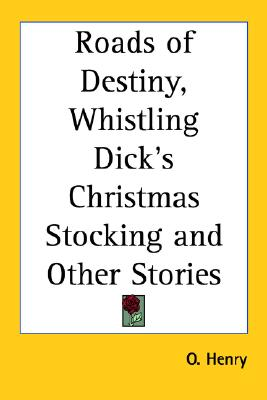 Roads of
Destiny,
Whistling
Dick's
Christmas
Stocking and
Other Stories
O. Henry